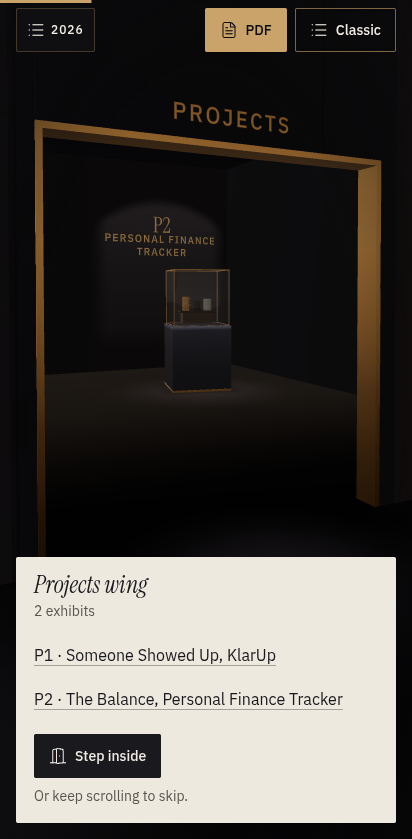 2026
PDF
Classic
PROJECTS
P2
PERSONAL FINANCE
TRACKER
Projects wing
2 exhibits
P1 · Someone Showed Up, KlarUp
P2 · The Balance, Personal Finance Tracker
Step inside
Or keep scrolling to skip.